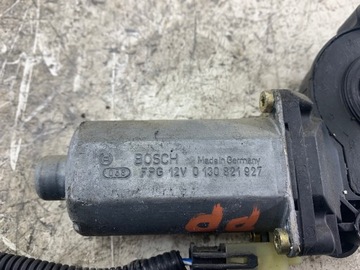 BOSCH Made in Germany
FPG 12V 0 130 821 927
PP